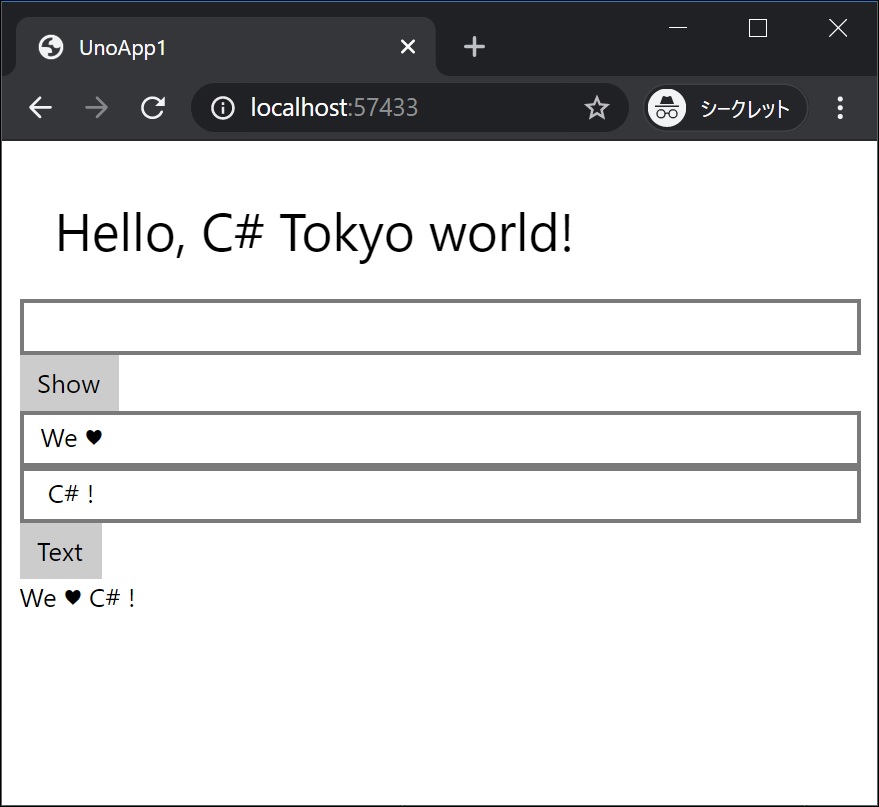 UnoApp1
localhost:57433
シークレット
Hello, C# Tokyo world!
Show
We ♥
C# !
Text
We ♥ C# !